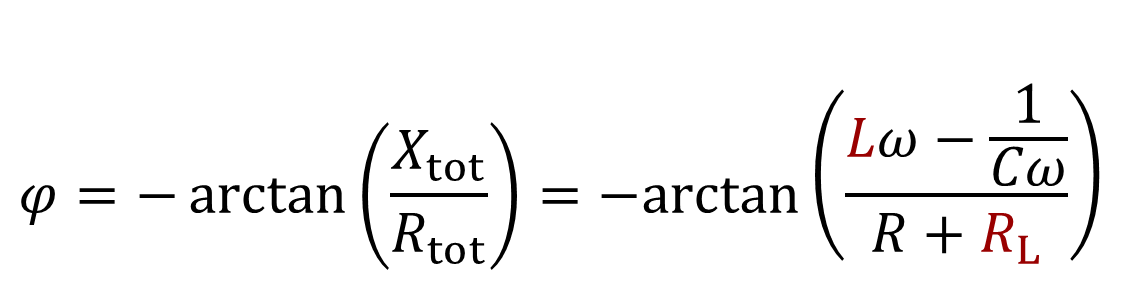 φ = − arctan (X_tot / R_tot) = −arctan ((Lω − 1/(Cω)) / (R + R_L))